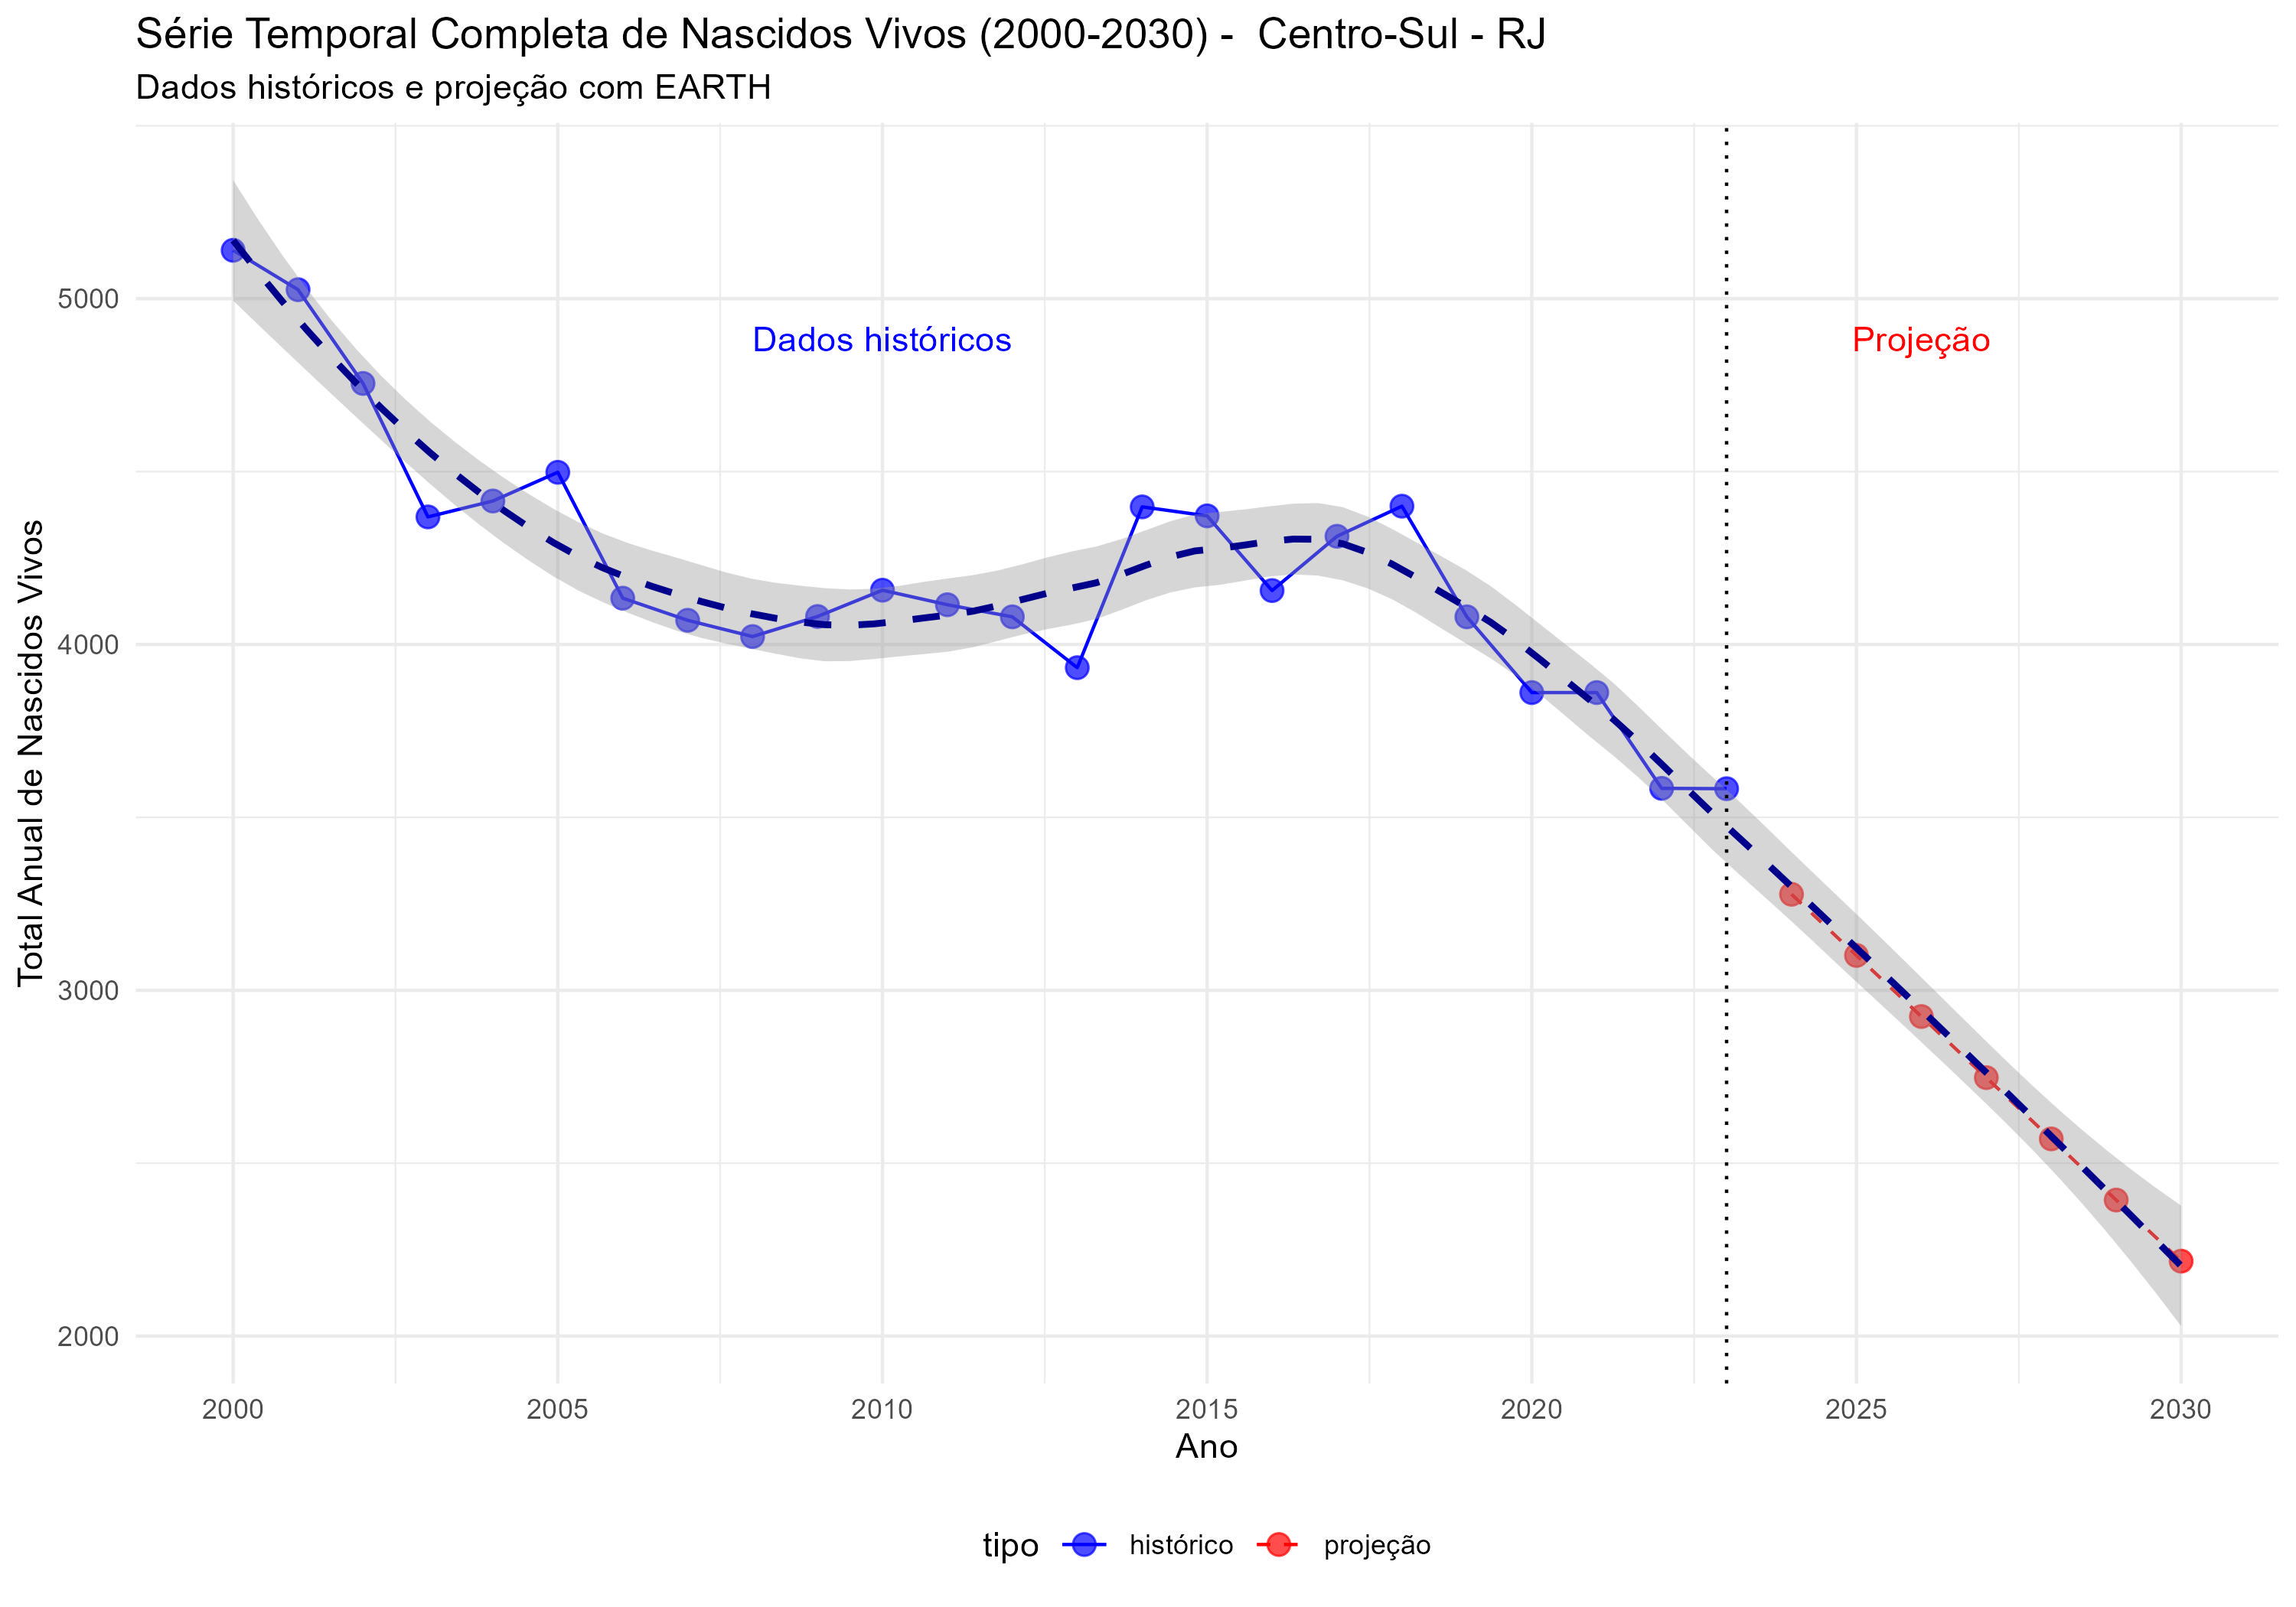 Série Temporal Completa de Nascidos Vivos (2000-2030) -  Centro-Sul - RJ
Dados históricos e projeção com EARTH
Total Anual de Nascidos Vivos
5000
4000
3000
2000
Dados históricos
Projeção
2000 2005 2010 2015 2020 2025 2030
Ano
tipo histórico projeção